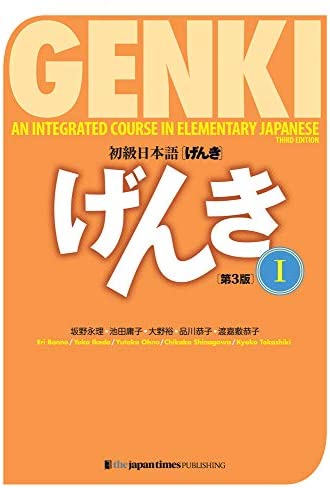 GENKI
AN INTEGRATED COURSE IN ELEMENTARY JAPANESE
THIRD EDITION
初級日本語[げんき]
げんき
[第3版]
I
坂野永理・池田庸子・大野裕・品川恭子・渡嘉敷恭子
Eri Banno/Yoko Ikeda/Yutaka Ohno/Chikako Shinagawa/Kyoko Tokashiki
the japan times PUBLISHING